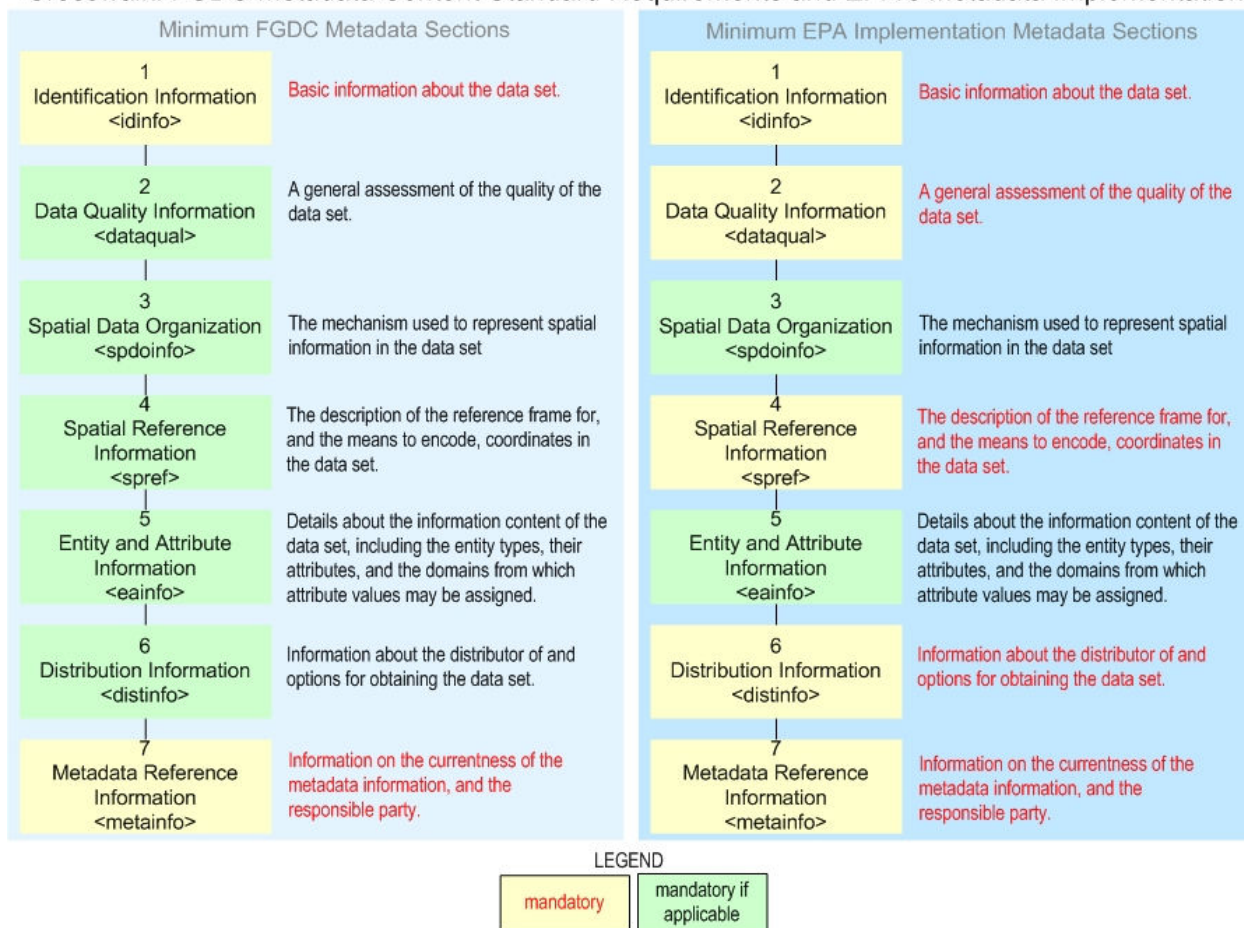 Minimum FGDC Metadata Sections
1
Identification Information
<idinfo>
Basic information about the data set.
2
Data Quality Information
<dataqual>
A general assessment of the quality of the
data set.
3
Spatial Data Organization
<spdoinfo>
The mechanism used to represent spatial
information in the data set
4
Spatial Reference
Information
<spref>
The description of the reference frame for,
and the means to encode, coordinates in
the data set.
5
Entity and Attribute
Information
<eainfo>
Details about the information content of the
data set, including the entity types, their
attributes, and the domains from which
attribute values may be assigned.
6
Distribution Information
<distinfo>
Information about the distributor of and
options for obtaining the data set.
7
Metadata Reference
Information
<metainfo>
Information on the currentness of the
metadata information, and the
responsible party.
Minimum EPA Implementation Metadata Sections
1
Identification Information
<idinfo>
Basic information about the data set.
2
Data Quality Information
<dataqual>
A general assessment of the quality of the
data set.
3
Spatial Data Organization
<spdoinfo>
The mechanism used to represent spatial
information in the data set
4
Spatial Reference
Information
<spref>
The description of the reference frame for,
and the means to encode, coordinates in
the data set.
5
Entity and Attribute
Information
<eainfo>
Details about the information content of the
data set, including the entity types, their
attributes, and the domains from which
attribute values may be assigned.
6
Distribution Information
<distinfo>
Information about the distributor of and
options for obtaining the data set.
7
Metadata Reference
Information
<metainfo>
Information on the currentness of the
metadata information, and the
responsible party.
LEGEND
mandatory
mandatory if
applicable